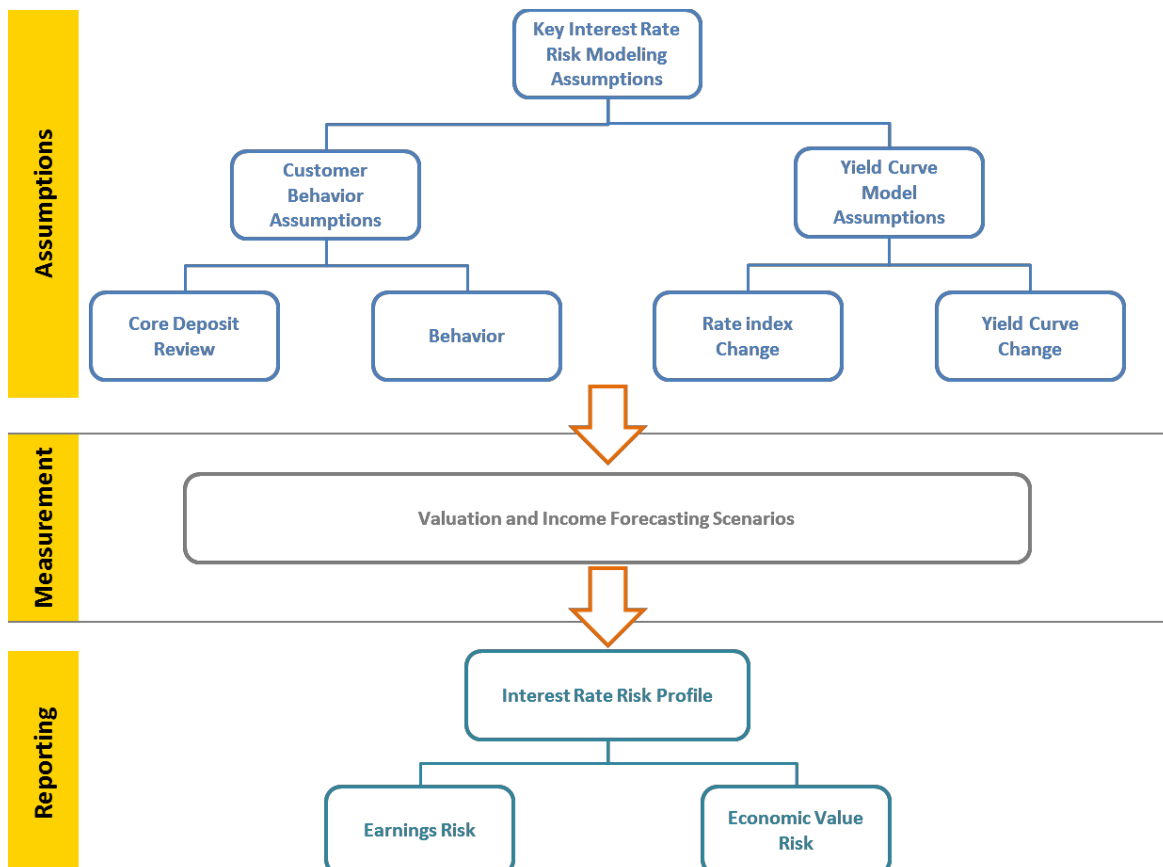 Assumptions
Key Interest Rate
Risk Modeling
Assumptions
Customer
Behavior
Assumptions
Yield Curve
Model
Assumptions
Core Deposit
Review
Behavior
Rate index
Change
Yield Curve
Change
Measurement
Valuation and Income Forecasting Scenarios
Reporting
Interest Rate Risk Profile
Earnings Risk
Economic Value
Risk